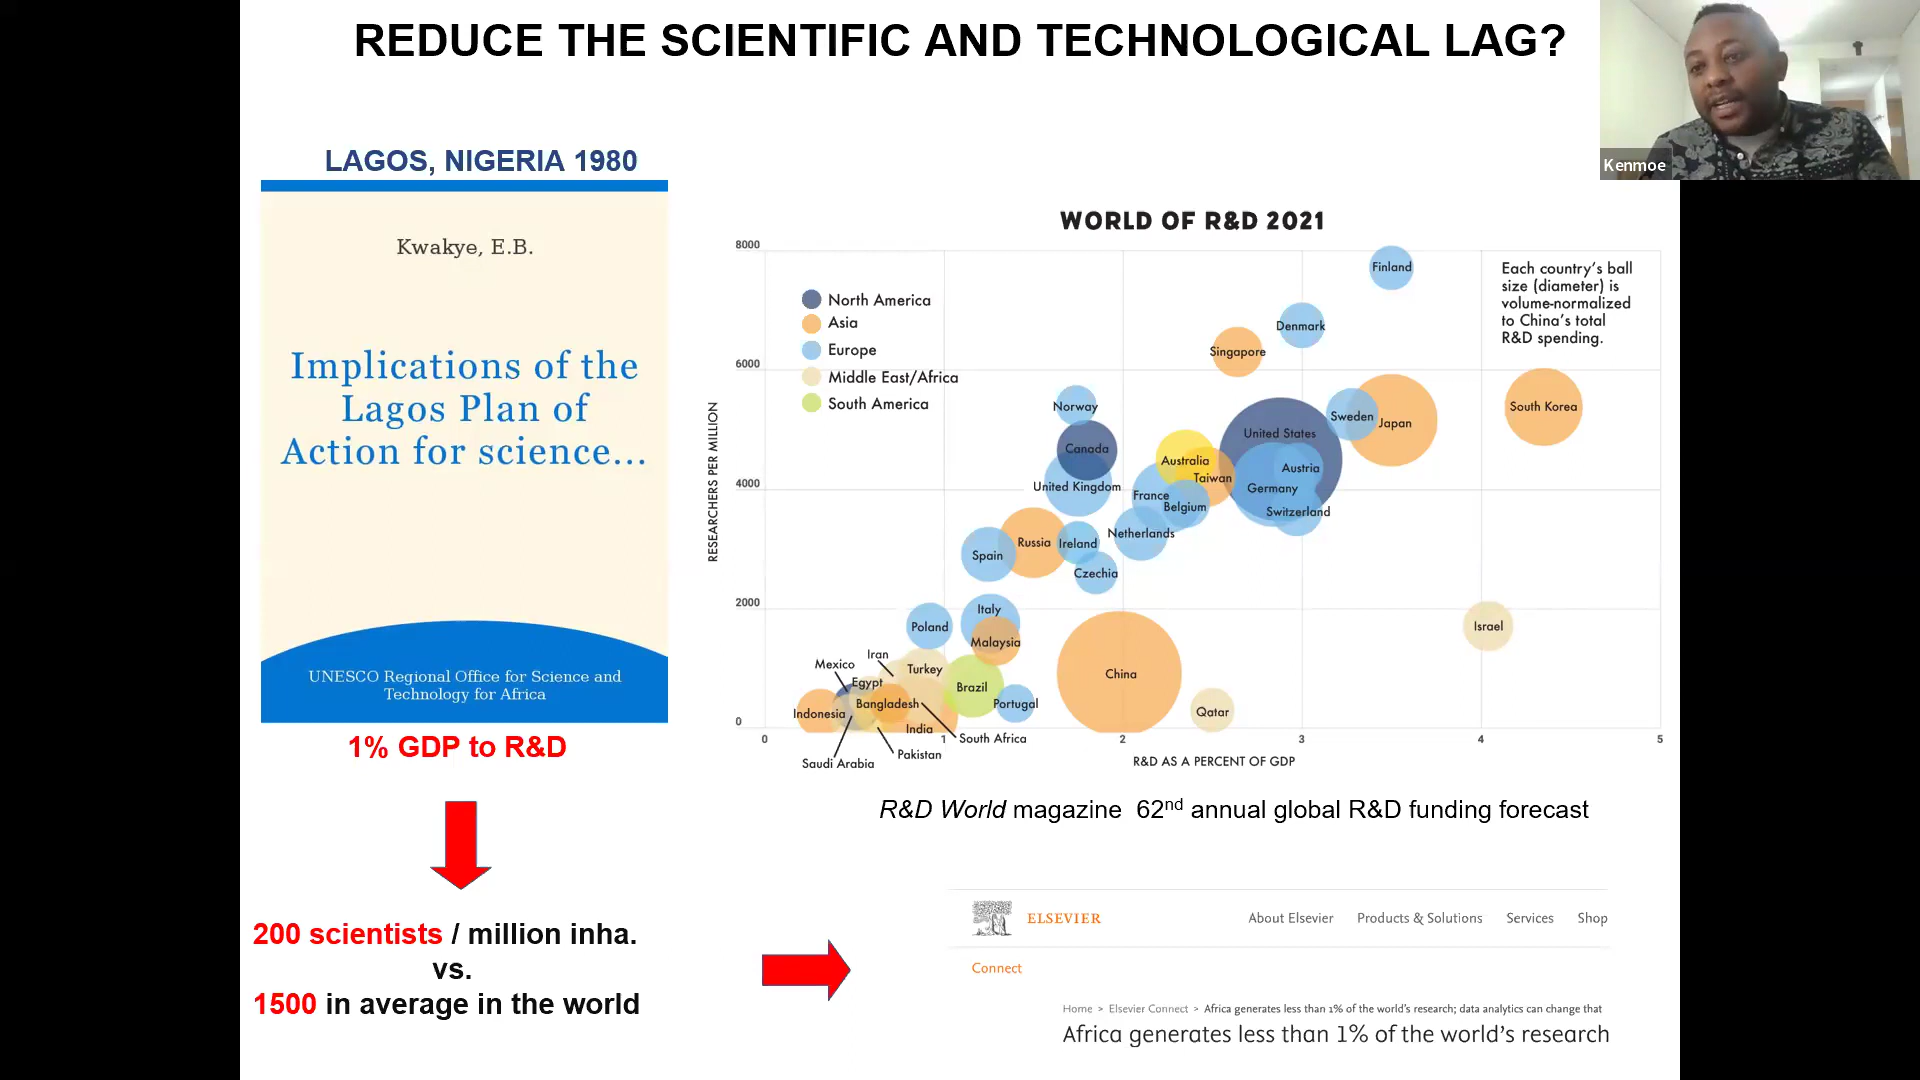 REDUCE THE SCIENTIFIC AND TECHNOLOGICAL LAG?
Kenmoe
LAGOS, NIGERIA 1980
Kwakye, E.B.
Implications of the
Lagos Plan of
Action for science...
UNESCO Regional Office for Science and
Technology for Africa
1% GDP to R&D
200 scientists / million inha.
vs.
1500 in average in the world
WORLD OF R&D 2021
8000
6000
4000
2000
0
RESEARCHERS PER MILLION
North America
Asia
Europe
Middle East/Africa
South America
Each country's ball
size (diameter) is
volume-normalized
to China's total
R&D spending.
Finland
Denmark
Singapore
Norway
South Korea
Sweden
Japan
United States
Canada
Australia
Austria
Taiwan
United Kingdom
Germany
France
Belgium
Switzerland
Netherlands
Russia
Ireland
Spain
Czechia
Italy
Poland
Israel
Malaysia
Iran
Mexico
Turkey
China
Egypt
Brazil
Bangladesh
Portugal
Qatar
Indonesia
India
South Africa
Pakistan
Saudi Arabia
0
1
2
3
4
5
R&D AS A PERCENT OF GDP
R&D World magazine 62nd annual global R&D funding forecast
ELSEVIER
About Elsevier Products & Solutions Services Shop
Connect
Home > Elsevier Connect > Africa generates less than 1% of the world's research; data analytics can change that
Africa generates less than 1% of the world's research